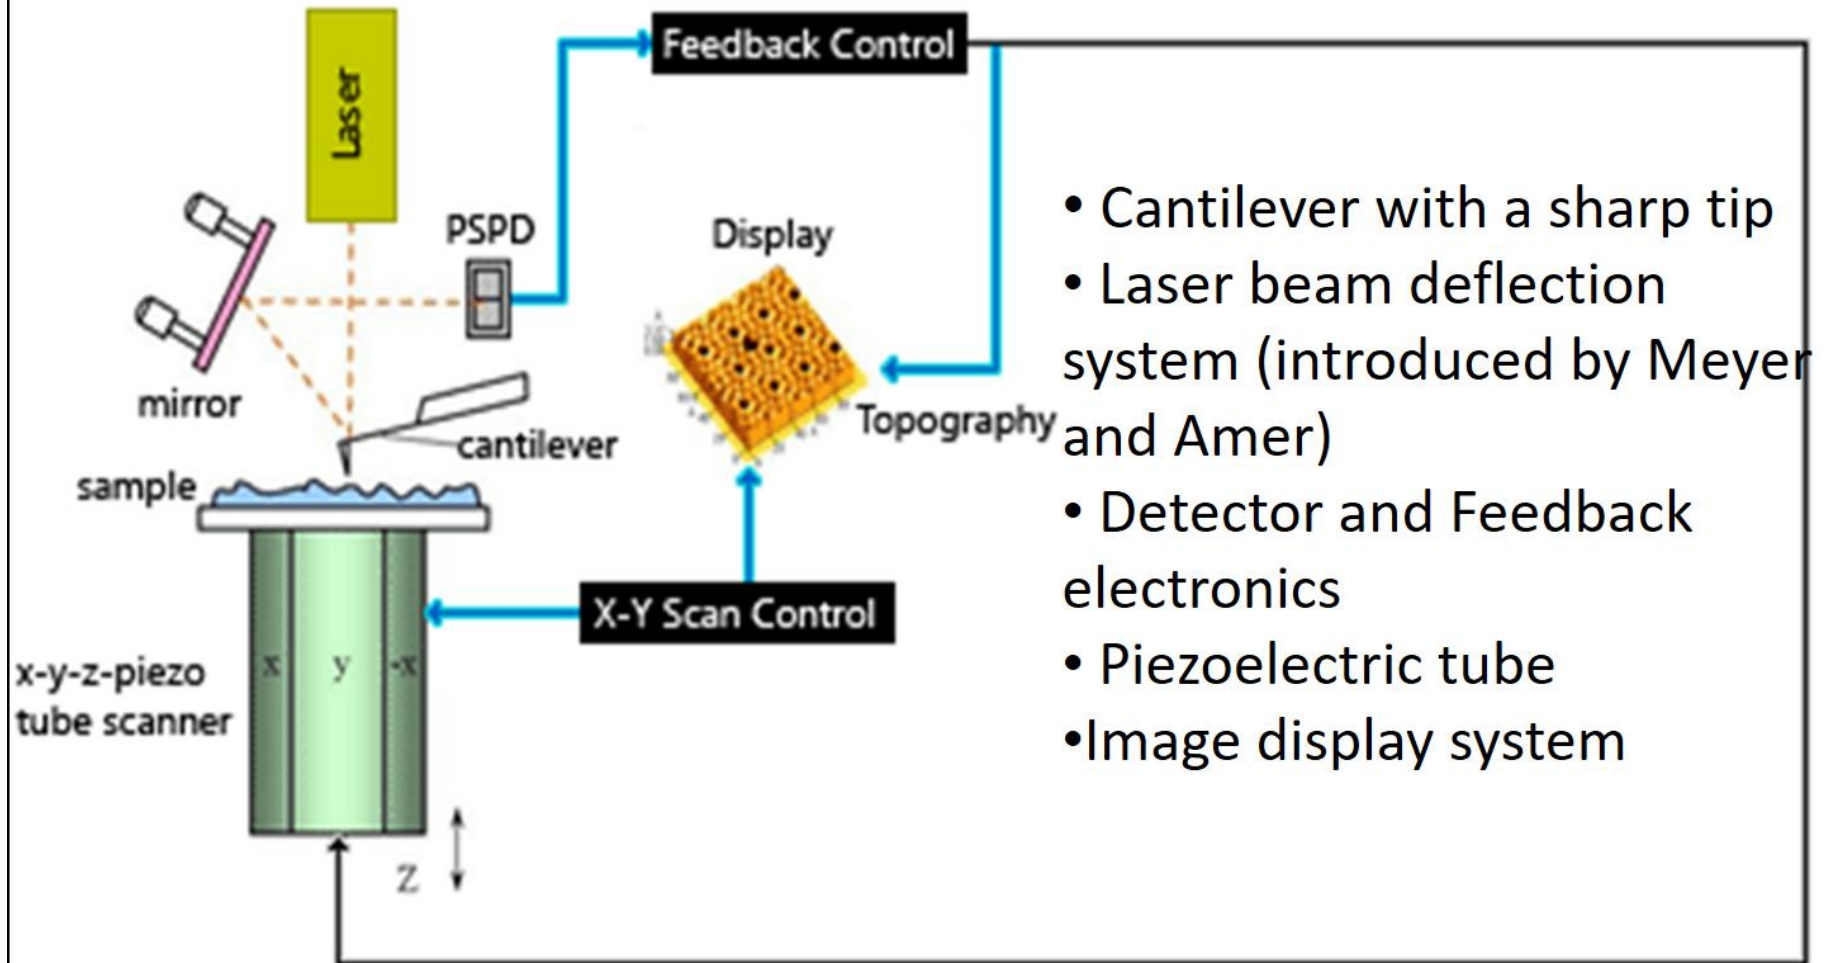 Laser
Feedback Control
PSPD
Display
mirror
cantilever
Topography
sample
X-Y Scan Control
x y -x
x-y-z-piezo
tube scanner
Z
• Cantilever with a sharp tip
• Laser beam deflection
system (introduced by Meyer
and Amer)
• Detector and Feedback
electronics
• Piezoelectric tube
•Image display system